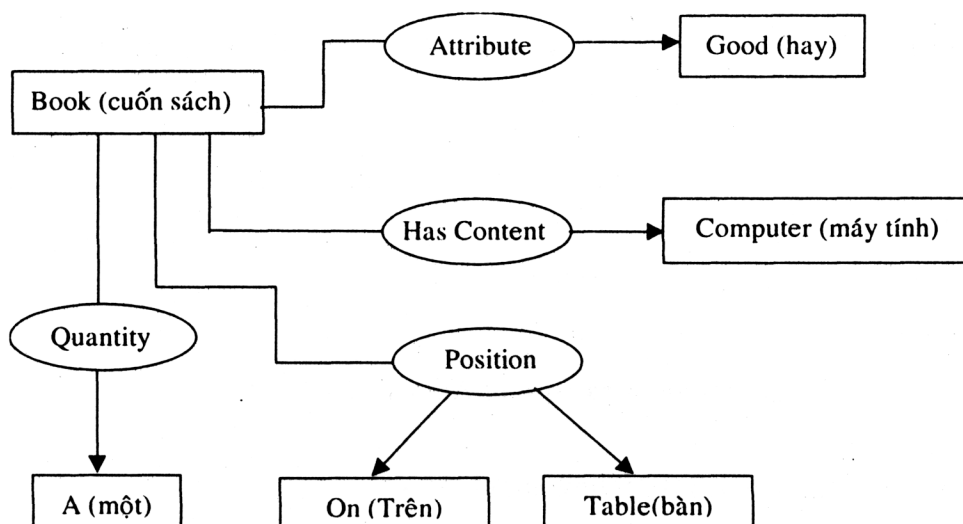 Attribute
Good (hay)
Book (cuốn sách)
Has Content
Computer (máy tính)
Quantity
Position
A (một)
On (Trên)
Table(bàn)